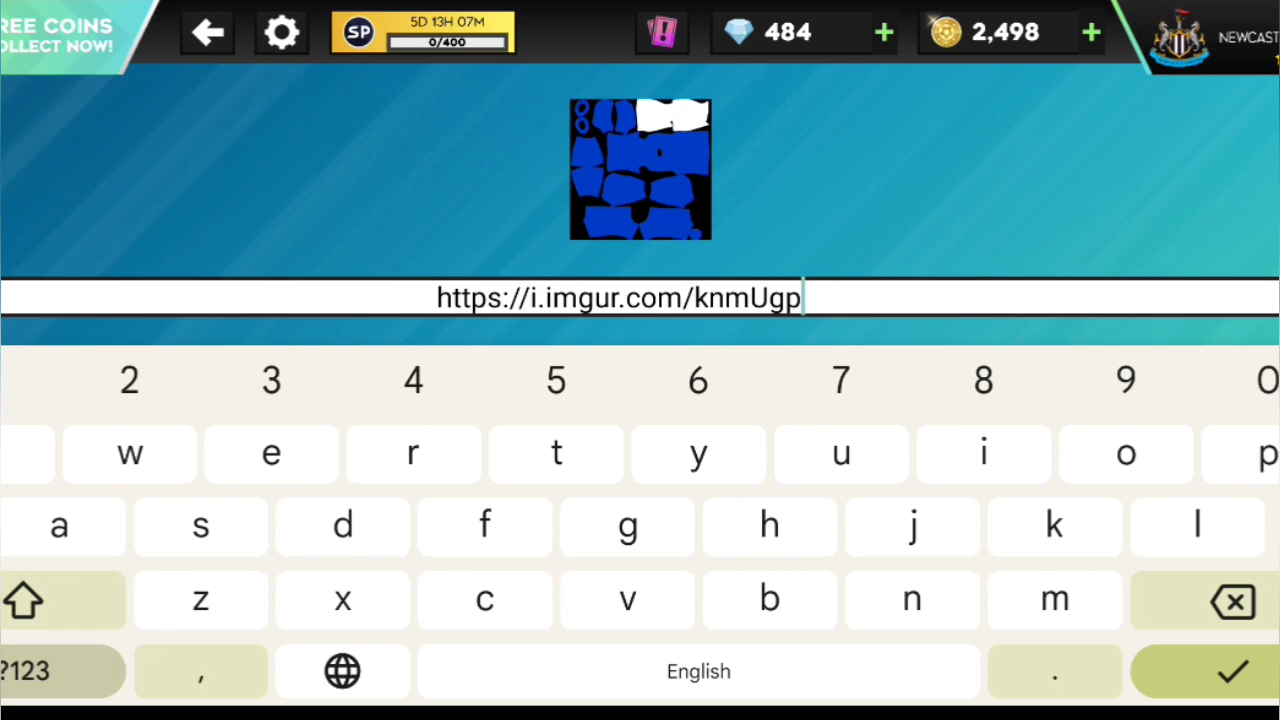 REE COINS
OLLECT NOW!
SP
5D 13H 07M
0/400
484
2,498
NEWCAST
https://i.imgur.com/knmUgp
2 3 4 5 6 7 8 9 0
w e r t y u i o p
a s d f g h j k l
z x c v b n m
?123 , English .